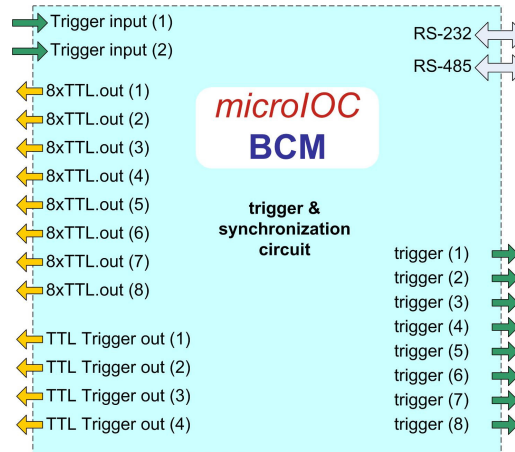 Trigger input (1)
Trigger input (2)
RS-232
RS-485
8xTTL.out (1)
8xTTL.out (2)
8xTTL.out (3)
8xTTL.out (4)
8xTTL.out (5)
8xTTL.out (6)
8xTTL.out (7)
8xTTL.out (8)
microIOC
BCM
trigger &
synchronization
circuit
TTL Trigger out (1)
TTL Trigger out (2)
TTL Trigger out (3)
TTL Trigger out (4)
trigger (1)
trigger (2)
trigger (3)
trigger (4)
trigger (5)
trigger (6)
trigger (7)
trigger (8)